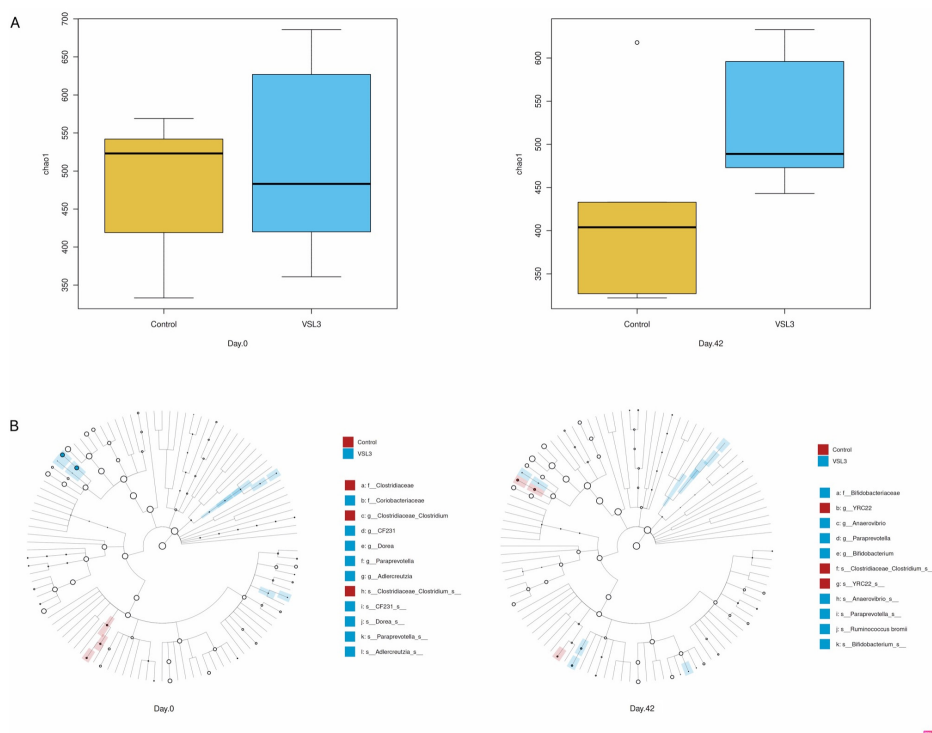 A
700
650
600
550
500
450
400
350
chao1
Control
VSL3
Day.0
600
550
500
450
400
350
chao1
Control
VSL3
Day.42
B
Control
VSL3
a: f__Clostridiaceae
b: f__Coriobacteriaceae
c: g__Clostridiaceae_Clostridium
d: g__CF231
e: g__Dorea
f: g__Paraprevotella
g: g__Adlercreutzia
h: s__Clostridiaceae_Clostridium_s__
i: s__CF231_s__
j: s__Dorea_s__
k: s__Paraprevotella_s__
l: s__Adlercreutzia_s__
Day.0
Control
VSL3
a: f__Bifidobacteriaceae
b: g__YRC22
c: g__Anaerovibrio
d: g__Paraprevotella
e: g__Bifidobacterium
f: s__Clostridiaceae_Clostridium_s__
g: s__YRC22_s__
h: s__Anaerovibrio_s__
i: s__Paraprevotella_s__
j: s__Ruminococcus bromii
k: s__Bifidobacterium_s__
Day.42